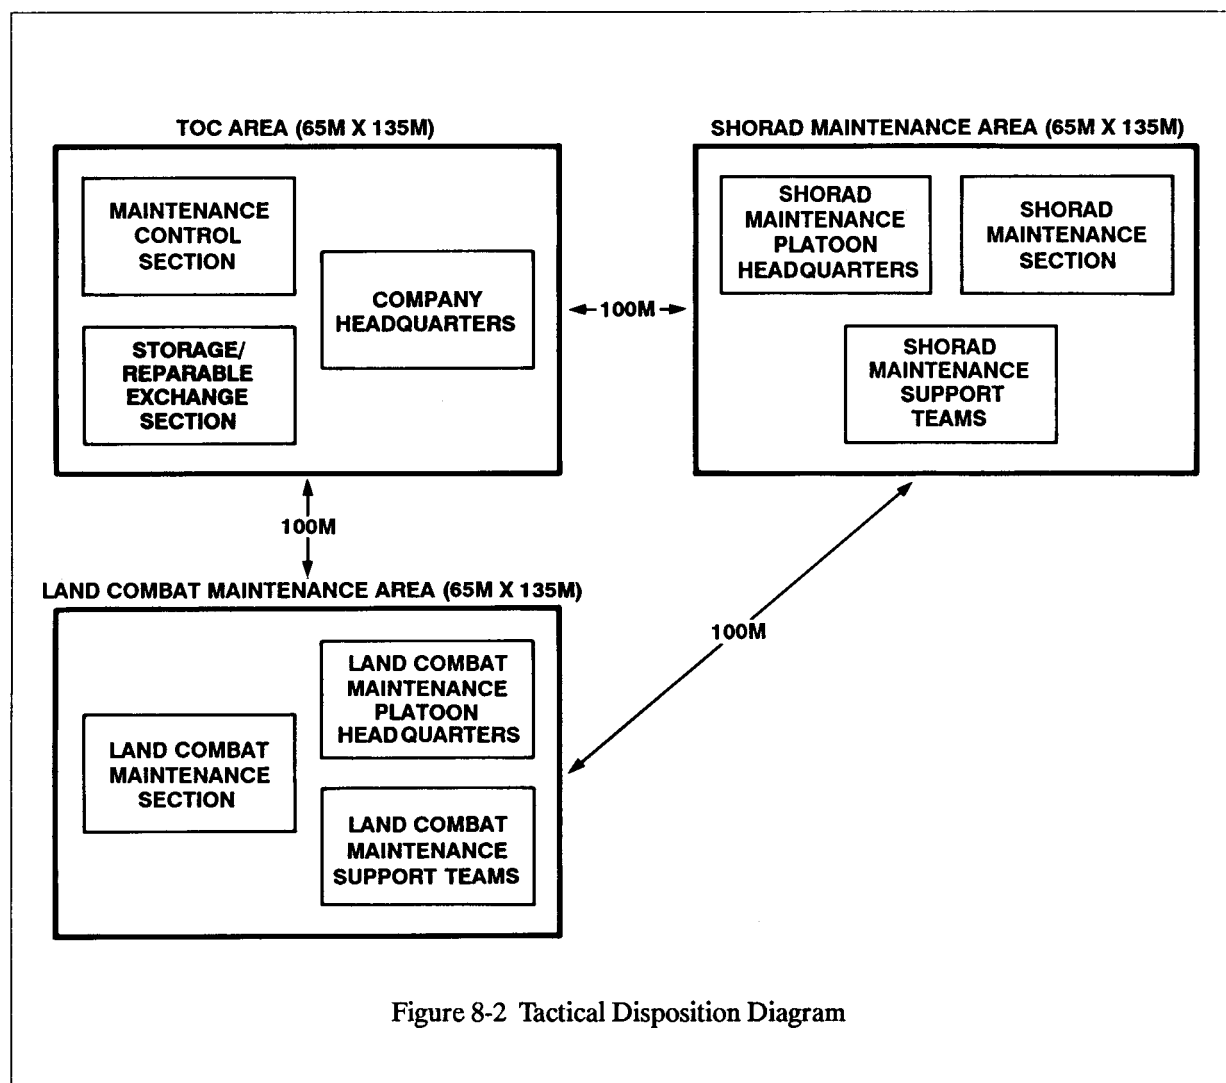 TOC AREA (65M X 135M)
MAINTENANCE
CONTROL
SECTION
COMPANY
HEADQUARTERS
STORAGE/
REPARABLE
EXCHANGE
SECTION
100M
SHORAD MAINTENANCE AREA (65M X 135M)
SHORAD
MAINTENANCE
PLATOON
HEADQUARTERS
SHORAD
MAINTENANCE
SECTION
SHORAD
MAINTENANCE
SUPPORT
TEAMS
100M
LAND COMBAT MAINTENANCE AREA (65M X 135M)
LAND COMBAT
MAINTENANCE
PLATOON
HEADQUARTERS
LAND COMBAT
MAINTENANCE
SECTION
LAND COMBAT
MAINTENANCE
SUPPORT TEAMS
100M
Figure 8-2 Tactical Disposition Diagram